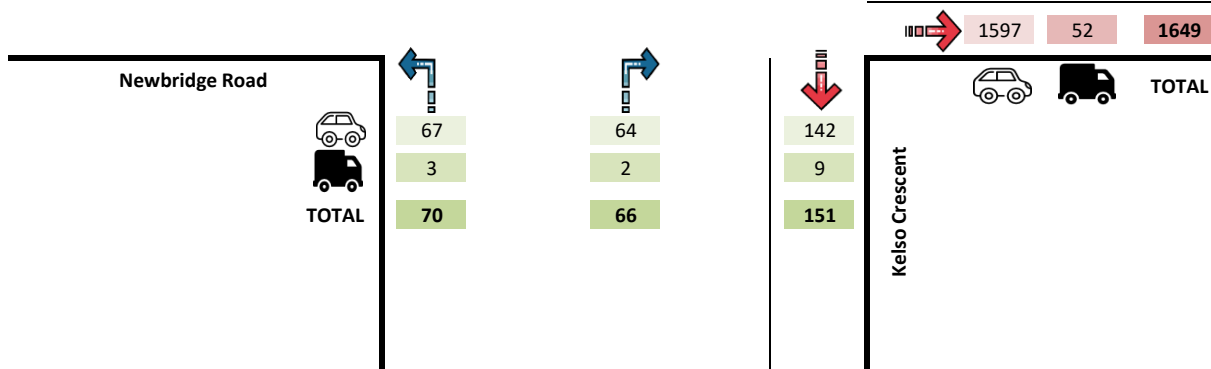 1597 52 1649
Newbridge Road
TOTAL
67 64 142
3 2 9
TOTAL 70 66 151
Kelso Crescent